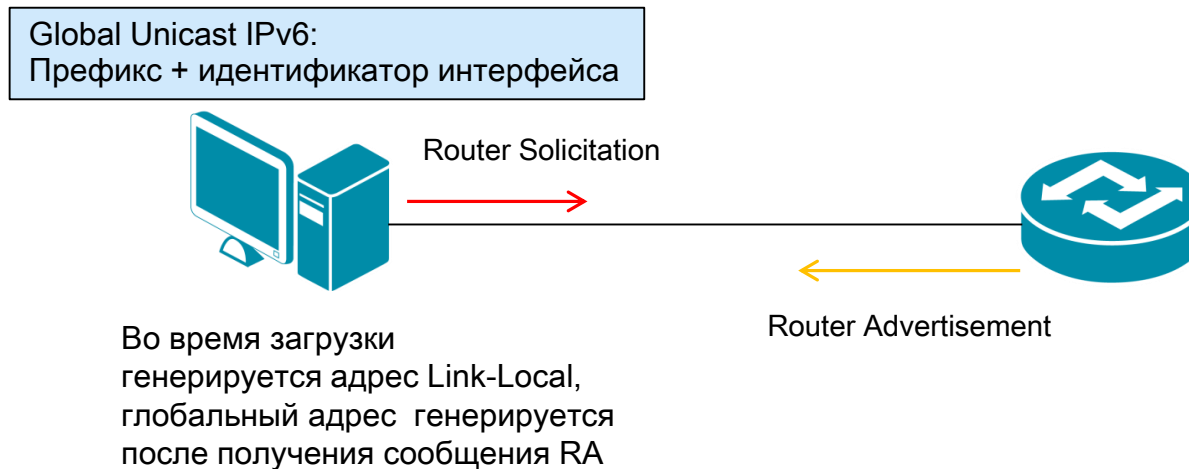 Global Unicast IPv6:
Префикс + идентификатор интерфейса
Router Solicitation
Router Advertisement
Во время загрузки
генерируется адрес Link-Local,
глобальный адрес генерируется
после получения сообщения RA